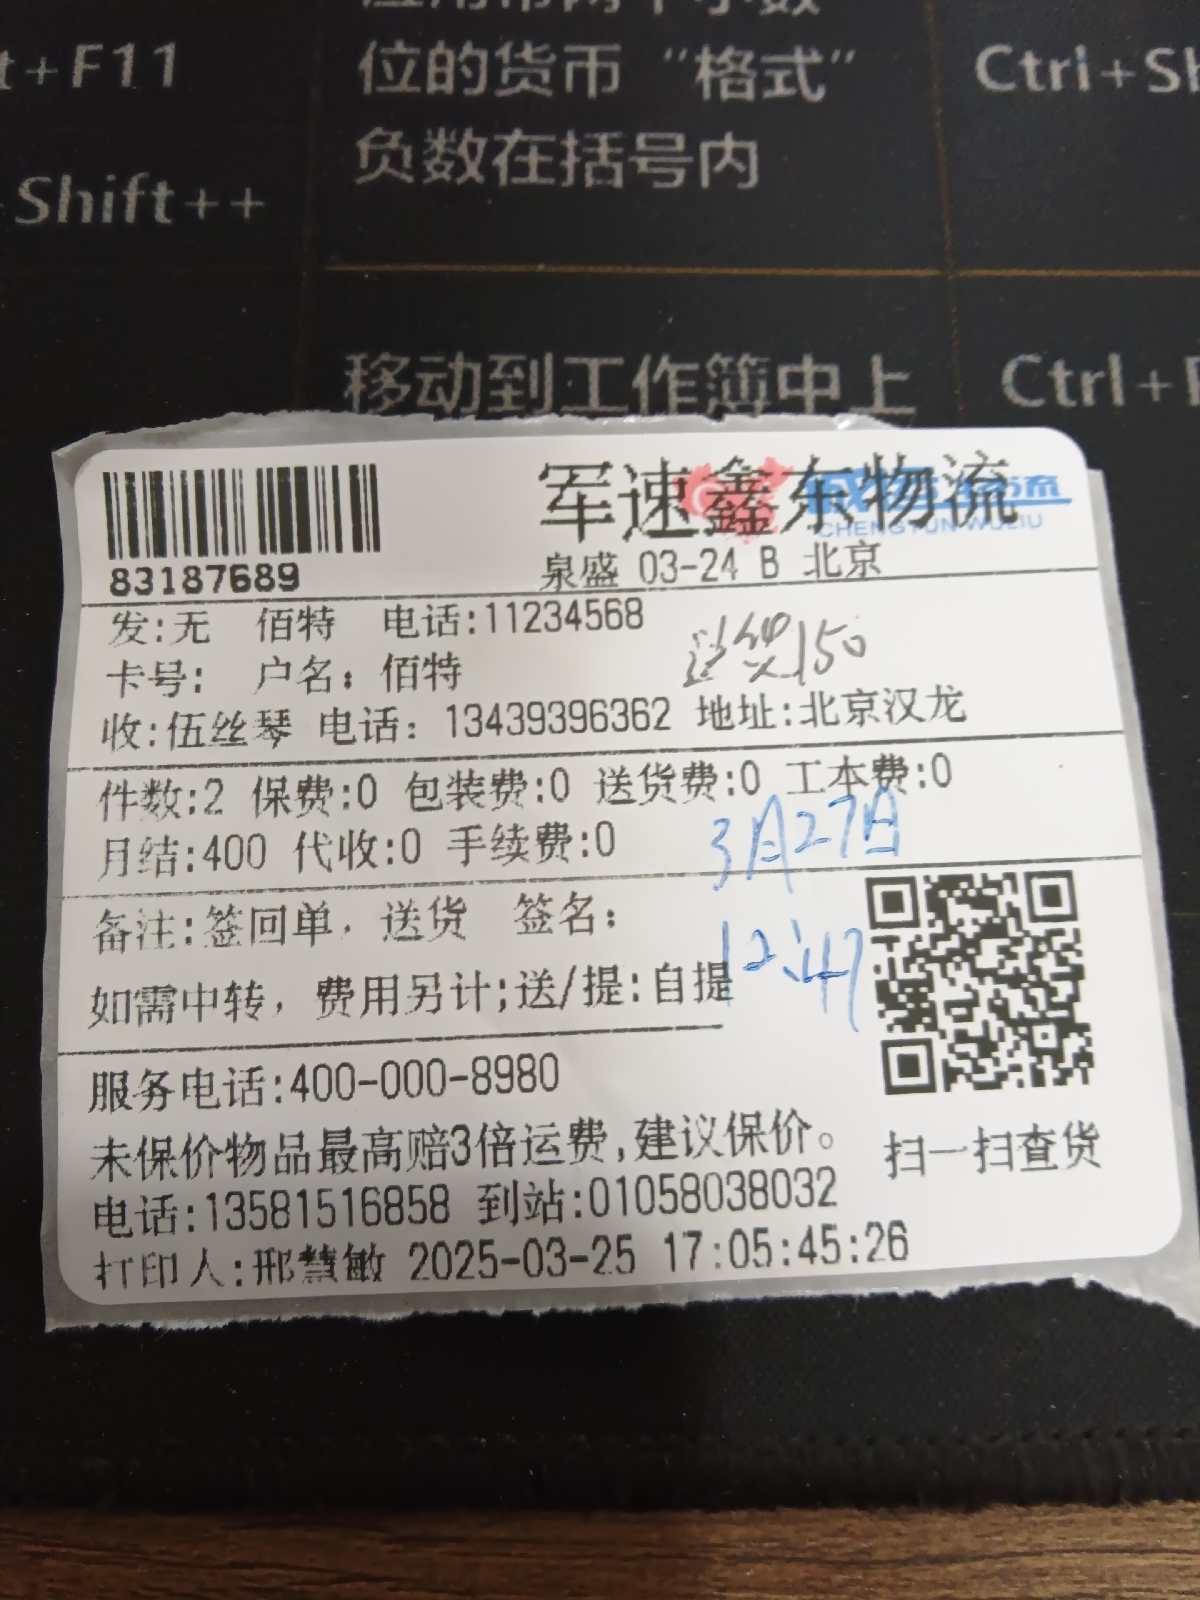 t+F11
位的货币“格式”
Ctrl+Sh
负数在括号内
Shift++
移动到工作簿中上
Ctrl+
83187689
军速鑫东物流
CHENGYUN WULIU
泉盛 03-24 B 北京
发:无 佰特 电话:11234568
送货150
卡号: 户名: 佰特
收:伍丝琴 电话: 13439396362 地址:北京汉龙
件数:2 保费:0 包装费:0 送货费:0 工本费:0
月结:400 代收:0 手续费:0
3月27日
备注:签回单, 送货 签名:
12:47
如需中转, 费用另计;送/提:自提
服务电话:400-000-8980
未保价物品最高赔3倍运费,建议保价。
扫一扫查货
电话:13581516858 到站:01058038032
打印人:邢慧敏 2025-03-25 17:05:45:26